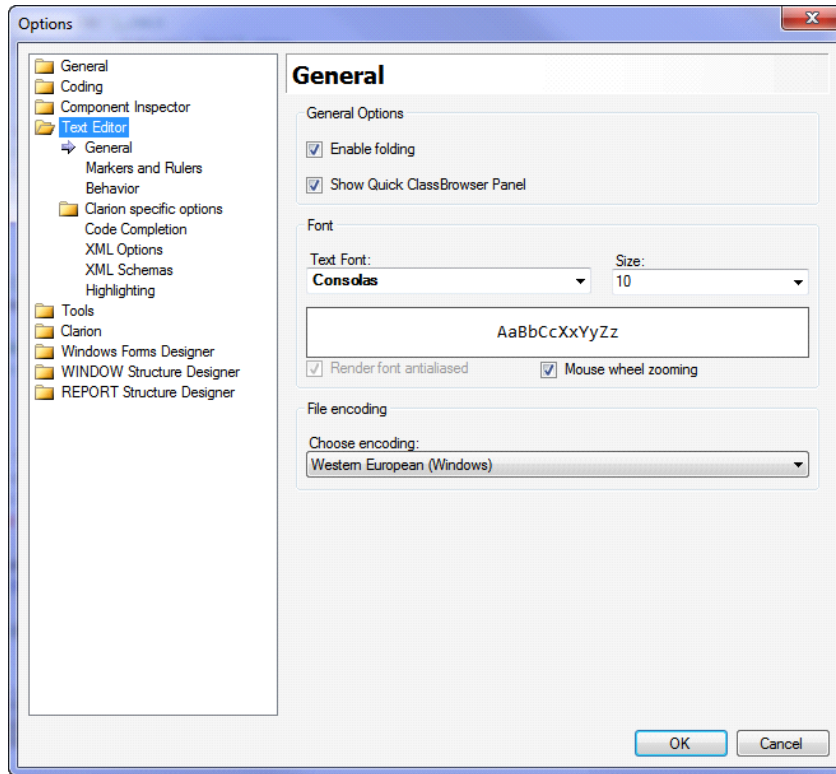 Options
General
Coding
Component Inspector
Text Editor
General
Markers and Rulers
Behavior
Clarion specific options
Code Completion
XML Options
XML Schemas
Highlighting
Tools
Clarion
Windows Forms Designer
WINDOW Structure Designer
REPORT Structure Designer
General
General Options
Enable folding
Show Quick ClassBrowser Panel
Font
Text Font: Size:
Consolas 10
AaBbCcXxYyZz
Render font antialiased Mouse wheel zooming
File encoding
Choose encoding:
Western European (Windows)
OK Cancel